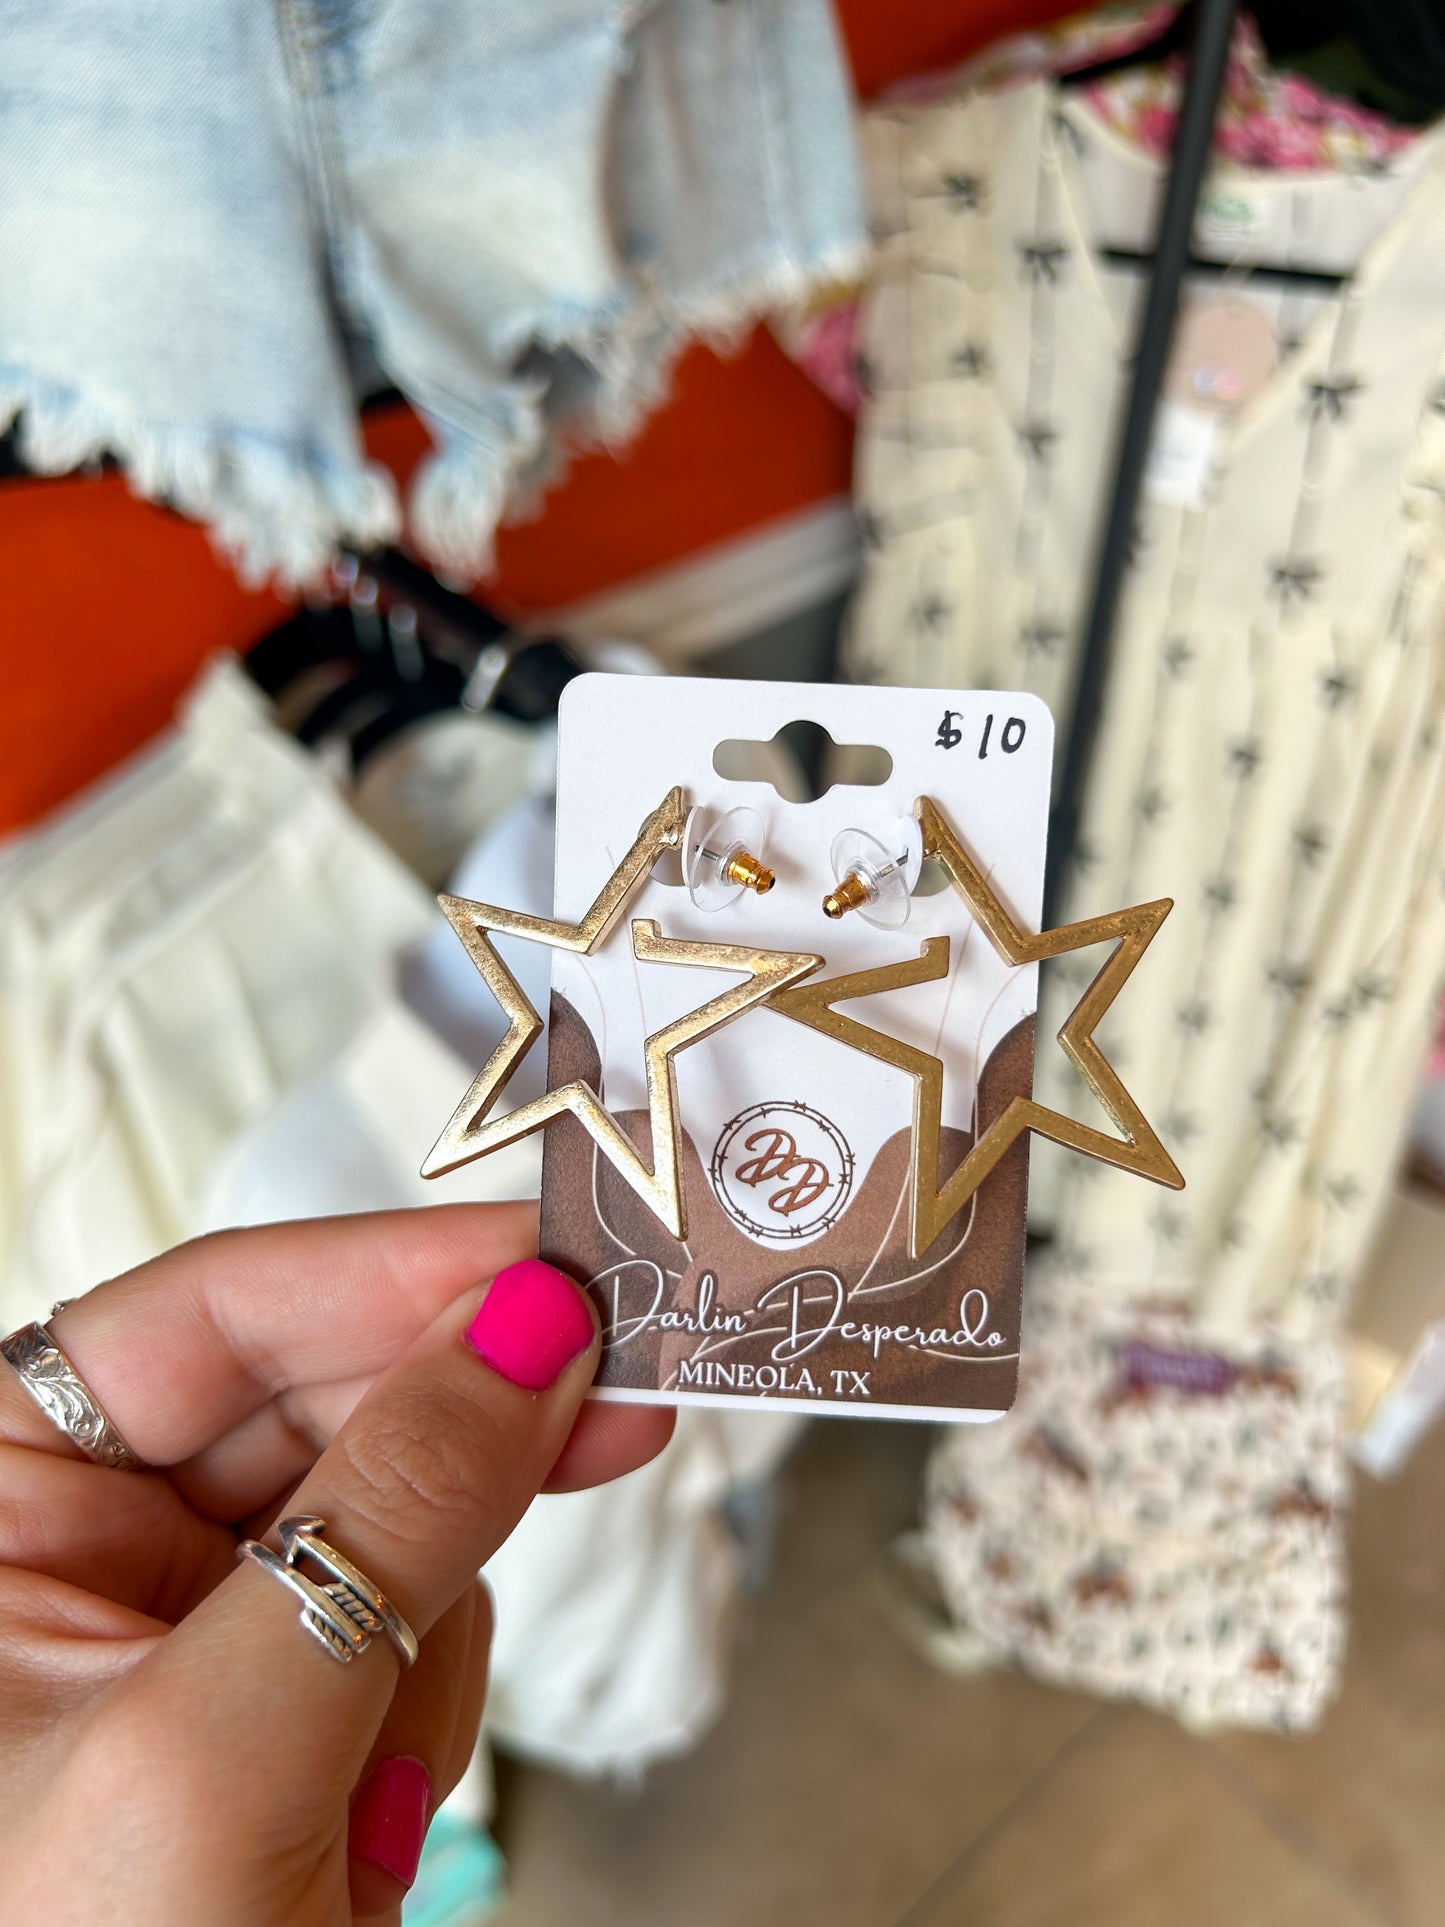 $10
DD
Darlin Desperado
MINEOLA, TX